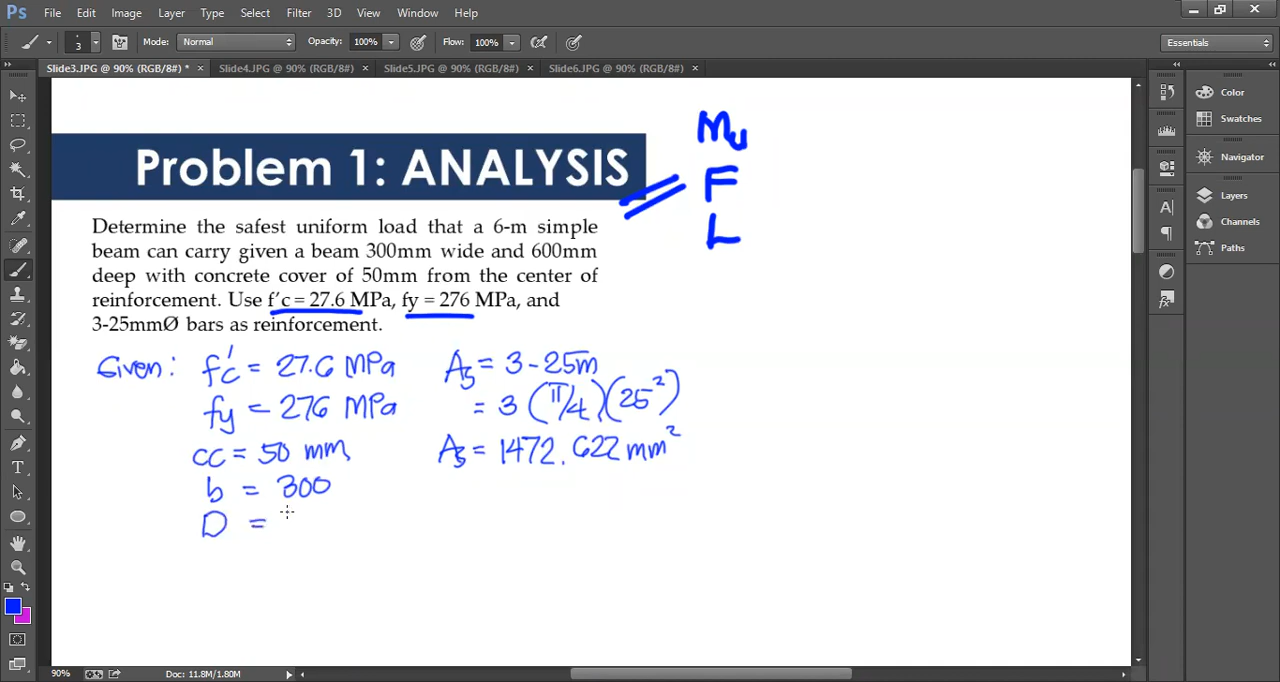 Ps File Edit Image Layer Type Select Filter 3D View Window Help
3 Mode: Normal Opacity: 100% Flow: 100% Essentials
Slide3.JPG @ 90% (RGB/8#) * × Slide4.JPG @ 90% (RGB/8#) × Slide5.JPG @ 90% (RGB/8#) × Slide6.JPG @ 90% (RGB/8#) ×
Problem 1: ANALYSIS
Mu
F
L
Determine the safest uniform load that a 6-m simple
beam can carry given a beam 300mm wide and 600mm
deep with concrete cover of 50mm from the center of
reinforcement. Use f'c = 27.6 MPa, fy = 276 MPa, and
3-25mmØ bars as reinforcement.
Given: fc' = 27.6 MPa
fy = 276 MPa
cc = 50 mm
b = 300
D =
As = 3-25m
= 3 (π/4)(25²)
As = 1472.622 mm²
Color
Swatches
Navigator
Layers
Channels
Paths
90% Doc: 11.8M/1.80M